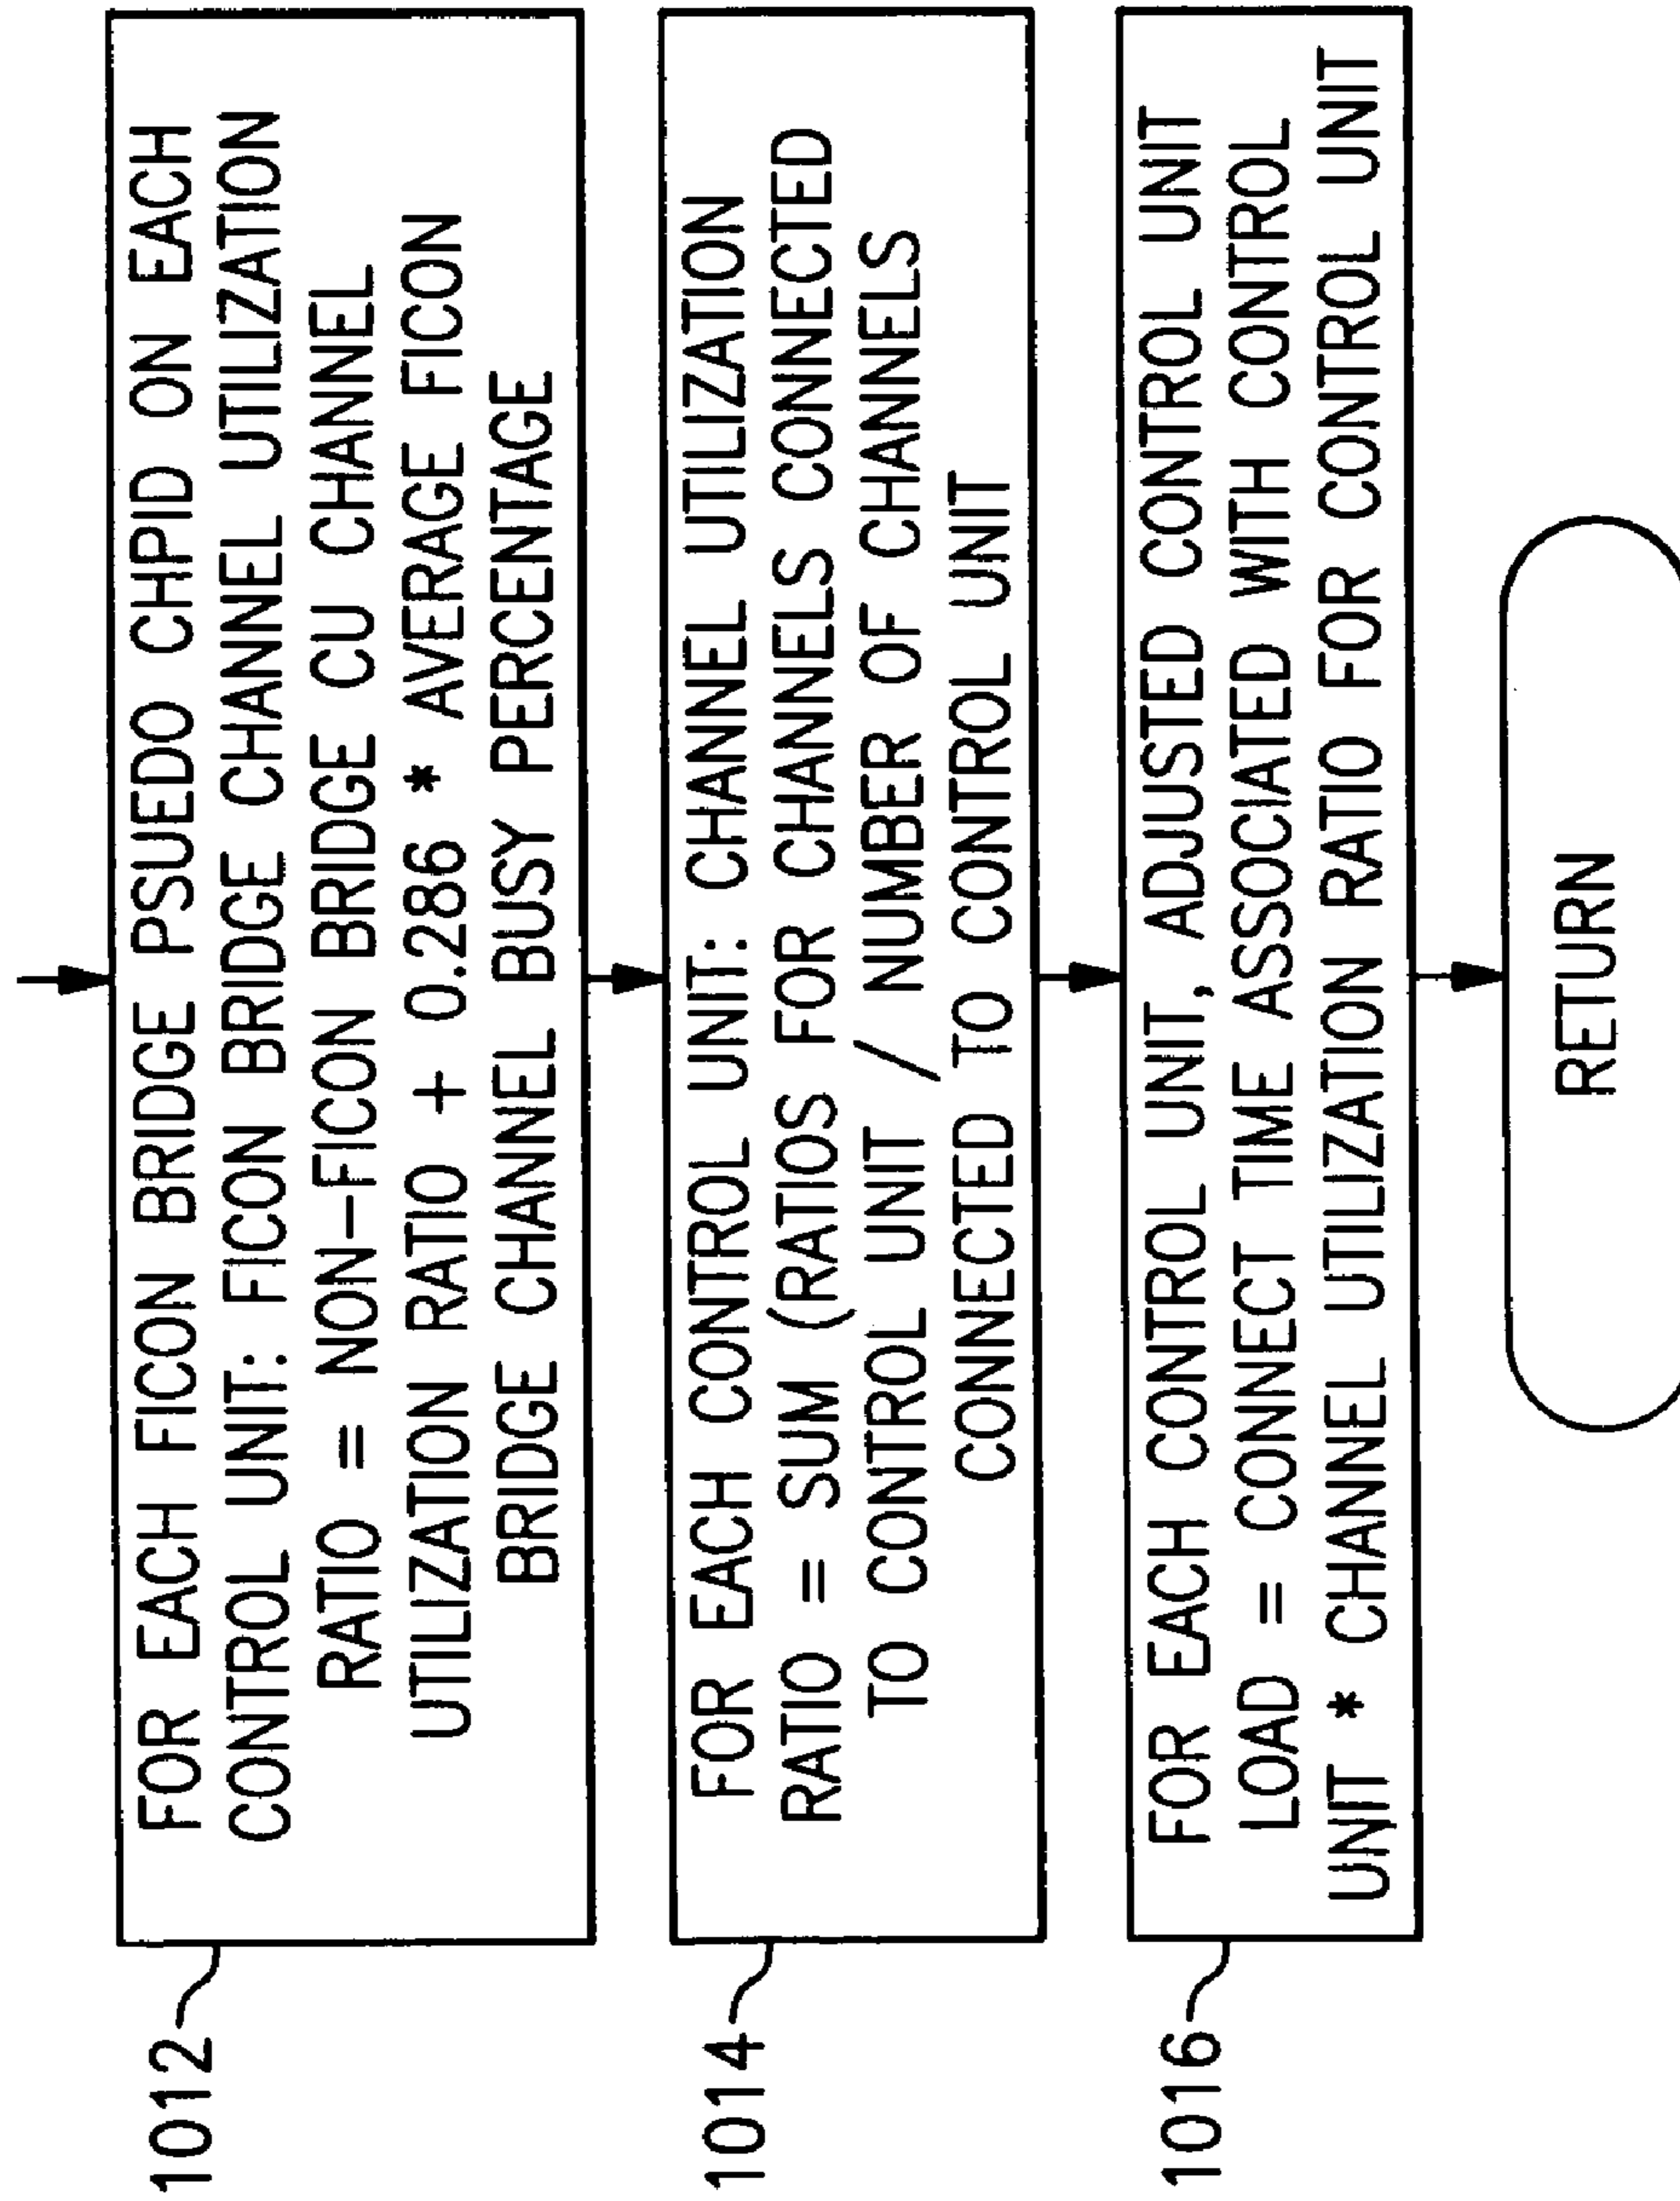 1012
FOR EACH FICON BRIDGE PSUEDO CHPID ON EACH
CONTROL UNIT: FICON BRIDGE CHANNEL UTILIZATION
RATIO = NON-FICON BRIDGE CU CHANNEL
UTILIZATION RATIO + 0.286 * AVERAGE FICON
BRIDGE CHANNEL BUSY PERCENTAGE
1014
FOR EACH CONTROL UNIT: CHANNEL UTILIZATION
RATIO = SUM (RATIOS FOR CHANNELS CONNECTED
TO CONTROL UNIT / NUMBER OF CHANNELS
CONNECTED TO CONTROL UNIT
1016
FOR EACH CONTROL UNIT, ADJUSTED CONTROL UNIT
LOAD = CONNECT TIME ASSOCIATED WITH CONTROL
UNIT * CHANNEL UTILIZATION RATIO FOR CONTROL UNIT
RETURN